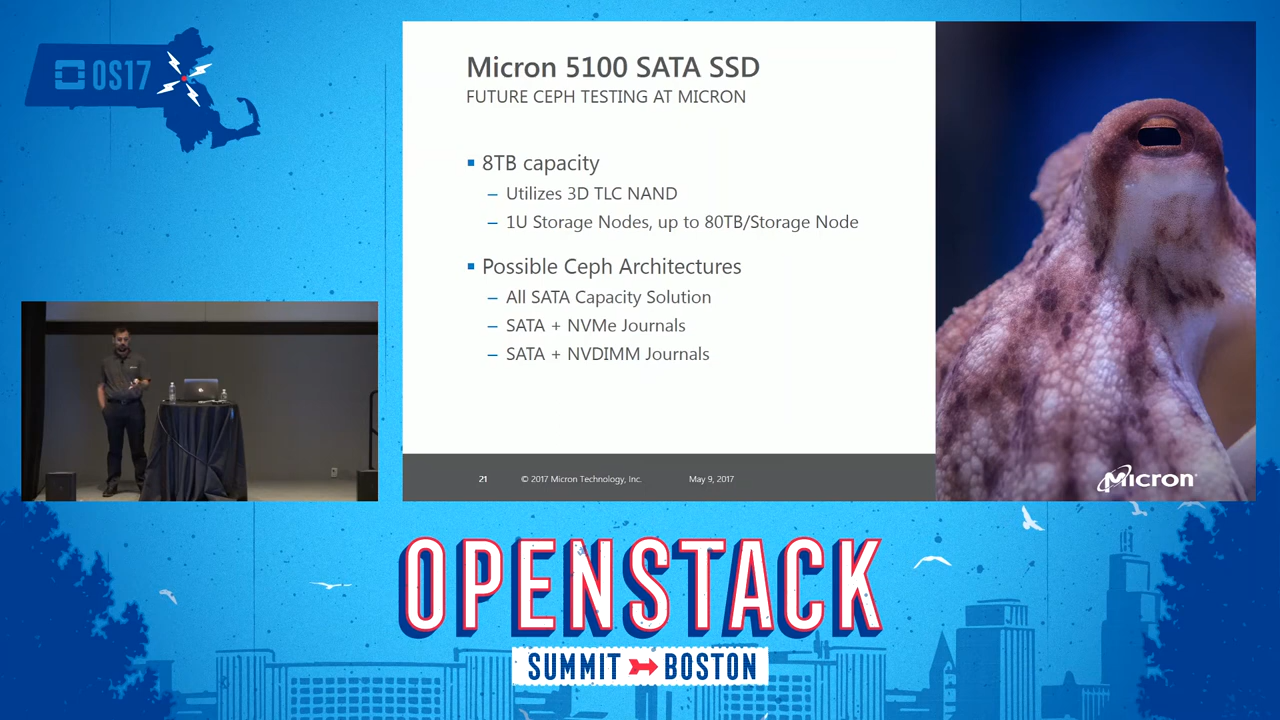 OS17
Micron 5100 SATA SSD
FUTURE CEPH TESTING AT MICRON
8TB capacity
– Utilizes 3D TLC NAND
– 1U Storage Nodes, up to 80TB/Storage Node
Possible Ceph Architectures
– All SATA Capacity Solution
– SATA + NVMe Journals
– SATA + NVDIMM Journals
21 © 2017 Micron Technology, Inc. May 9, 2017
Micron
OPENSTACK
SUMMIT BOSTON